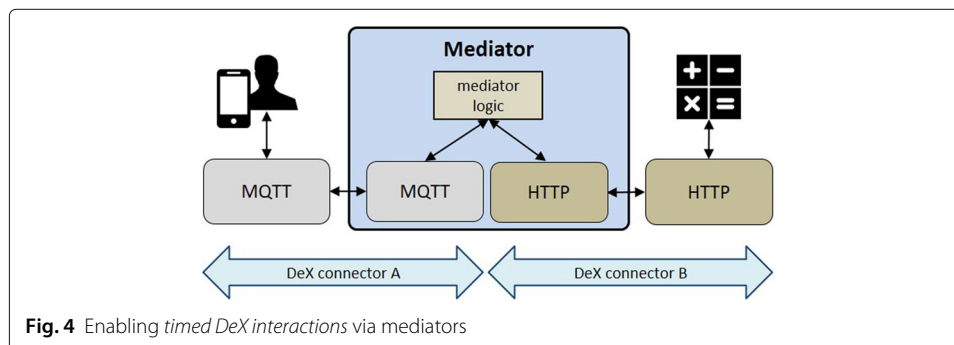 Mediator
mediator
logic
MQTT
MQTT
HTTP
HTTP
DeX connector A
DeX connector B
Fig. 4 Enabling timed DeX interactions via mediators